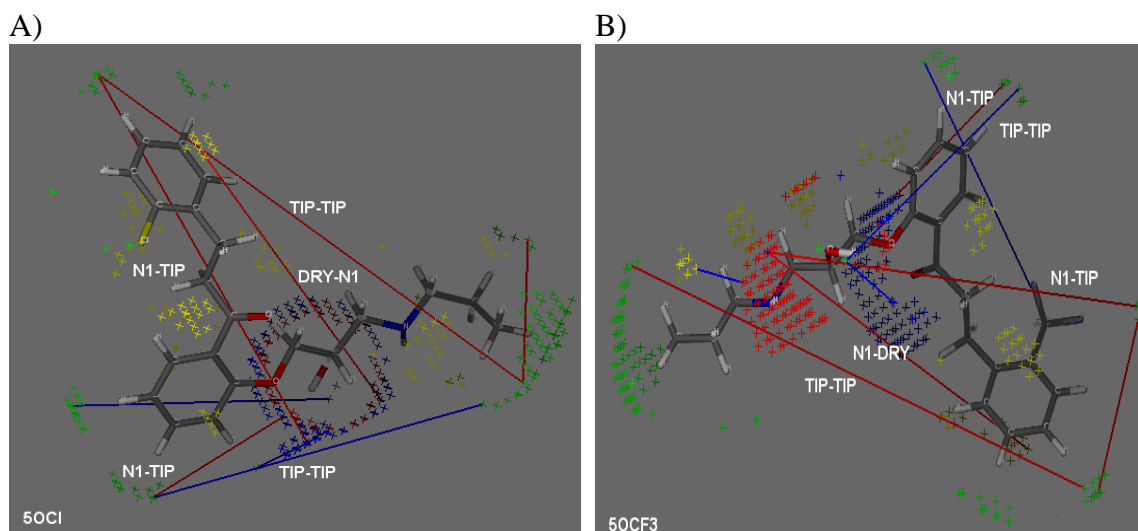 A)
B)
TIP-TIP
N1-TIP
DRY-N1
N1-TIP
TIP-TIP
5OCl
N1-TIP
TIP-TIP
N1-TIP
N1-DRY
TIP-TIP
5OCF3